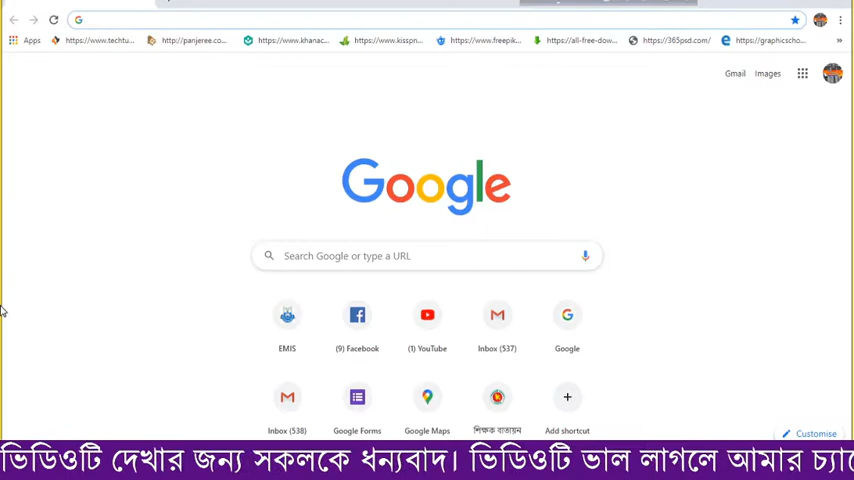 Apps https://www.techtu... http://panjeree.co... https://www.khanac... https://www.kisspn... https://www.freepik... https://all-free-dow... https://365psd.com/ https://graphicscho... »
Gmail Images
Google
Search Google or type a URL
EMIS (9) Facebook (1) YouTube Inbox (537) Google
Inbox (538) Google Forms Google Maps শিক্ষক বাতায়ন Add shortcut
Customise
ভিডিওটি দেখার জন্য সকলকে ধন্যবাদ। ভিডিওটি ভাল লাগলে আমার